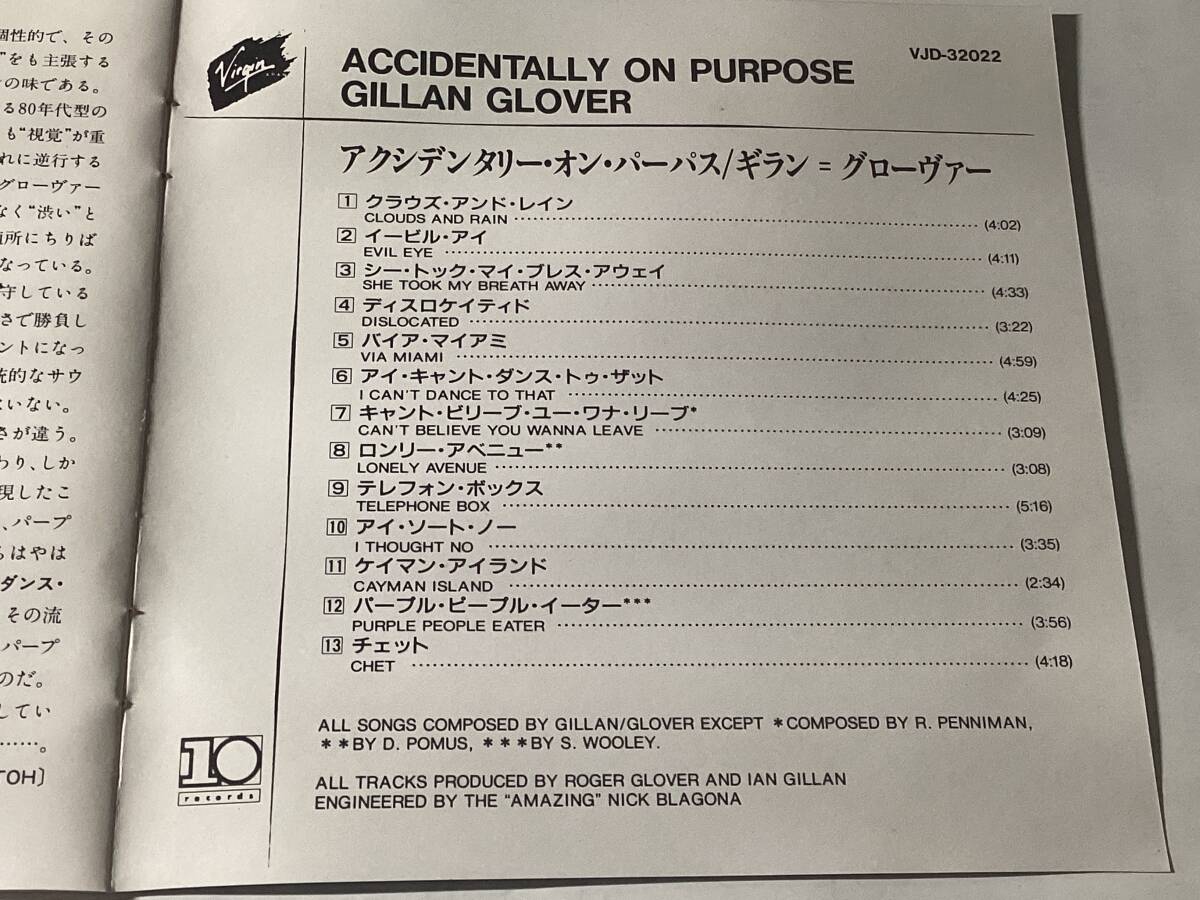 個性的で、その
”をも主張する
の味である。
る80年代型の
も“視覚”が重
れに逆行する
グローヴァー
なく“渋い”と
所にちりば
なっている。
守している
さで勝負し
ントになっ
統的なサウ
いない。
さが違う。
わり、しか
現したこ
、パープ
らはやは
ダンス・
その流
パープ
のだ。
してい
……。
TOH〕
Virgin
VJD-32022
ACCIDENTALLY ON PURPOSE
GILLAN GLOVER
アクシデンタリー・オン・パーパス/ギラン = グローヴァー
1 クラウズ・アンド・レイン
CLOUDS AND RAIN (4:02)
2 イービル・アイ
EVIL EYE (4:11)
3 シー・トック・マイ・ブレス・アウェイ
SHE TOOK MY BREATH AWAY (4:33)
4 ディスロケイティド
DISLOCATED (3:22)
5 バイア・マイアミ
VIA MIAMI (4:59)
6 アイ・キャント・ダンス・トゥ・ザット
I CAN'T DANCE TO THAT (4:25)
7 キャント・ビリーブ・ユー・ワナ・リーブ*
CAN'T BELIEVE YOU WANNA LEAVE (3:09)
8 ロンリー・アベニュー**
LONELY AVENUE (3:08)
9 テレフォン・ボックス
TELEPHONE BOX (5:16)
10 アイ・ソート・ノー
I THOUGHT NO (3:35)
11 ケイマン・アイランド
CAYMAN ISLAND (2:34)
12 パープル・ピープル・イーター***
PURPLE PEOPLE EATER (3:56)
13 チェット
CHET (4:18)
ALL SONGS COMPOSED BY GILLAN/GLOVER EXCEPT *COMPOSED BY R. PENNIMAN,
**BY D. POMUS, ***BY S. WOOLEY.
ALL TRACKS PRODUCED BY ROGER GLOVER AND IAN GILLAN
ENGINEERED BY THE “AMAZING” NICK BLAGONA
10
records